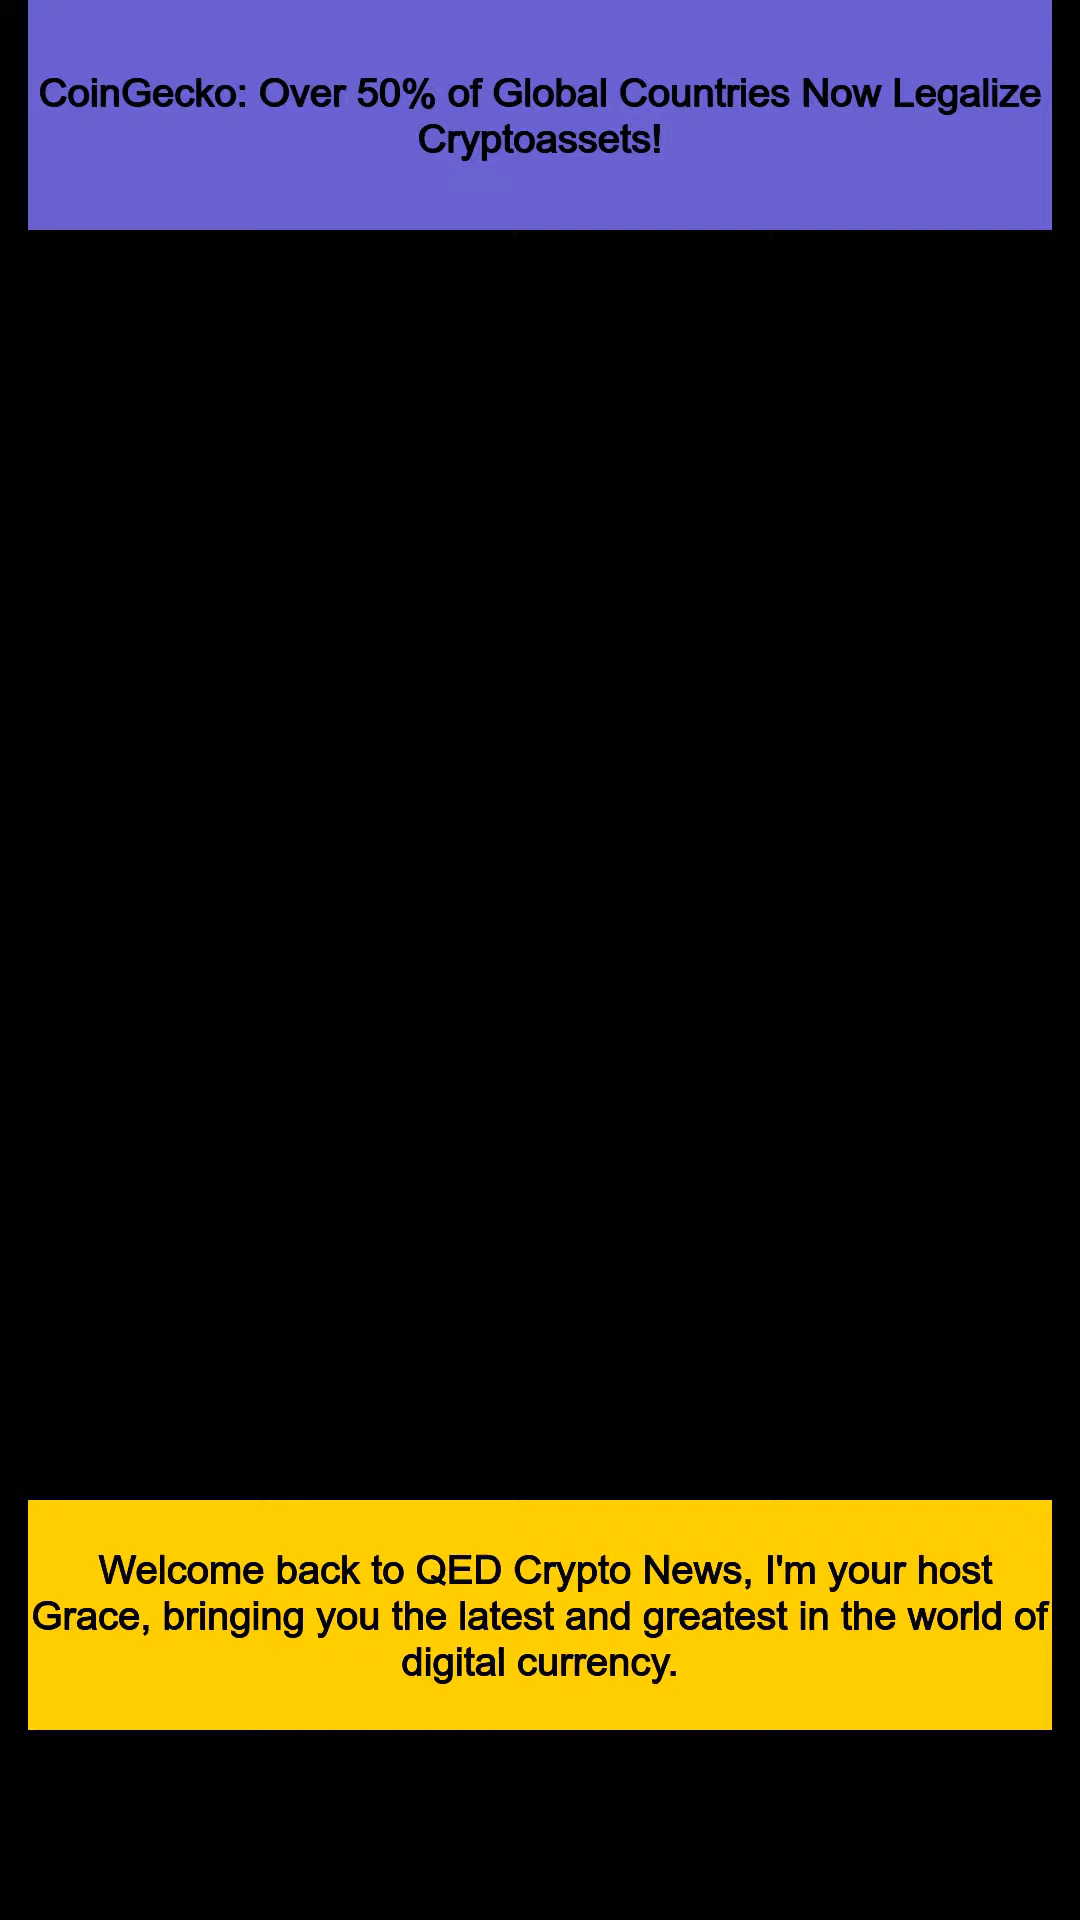 CoinGecko: Over 50% of Global Countries Now Legalize
Cryptoassets!
Welcome back to QED Crypto News, I'm your host
Grace, bringing you the latest and greatest in the world of
digital currency.